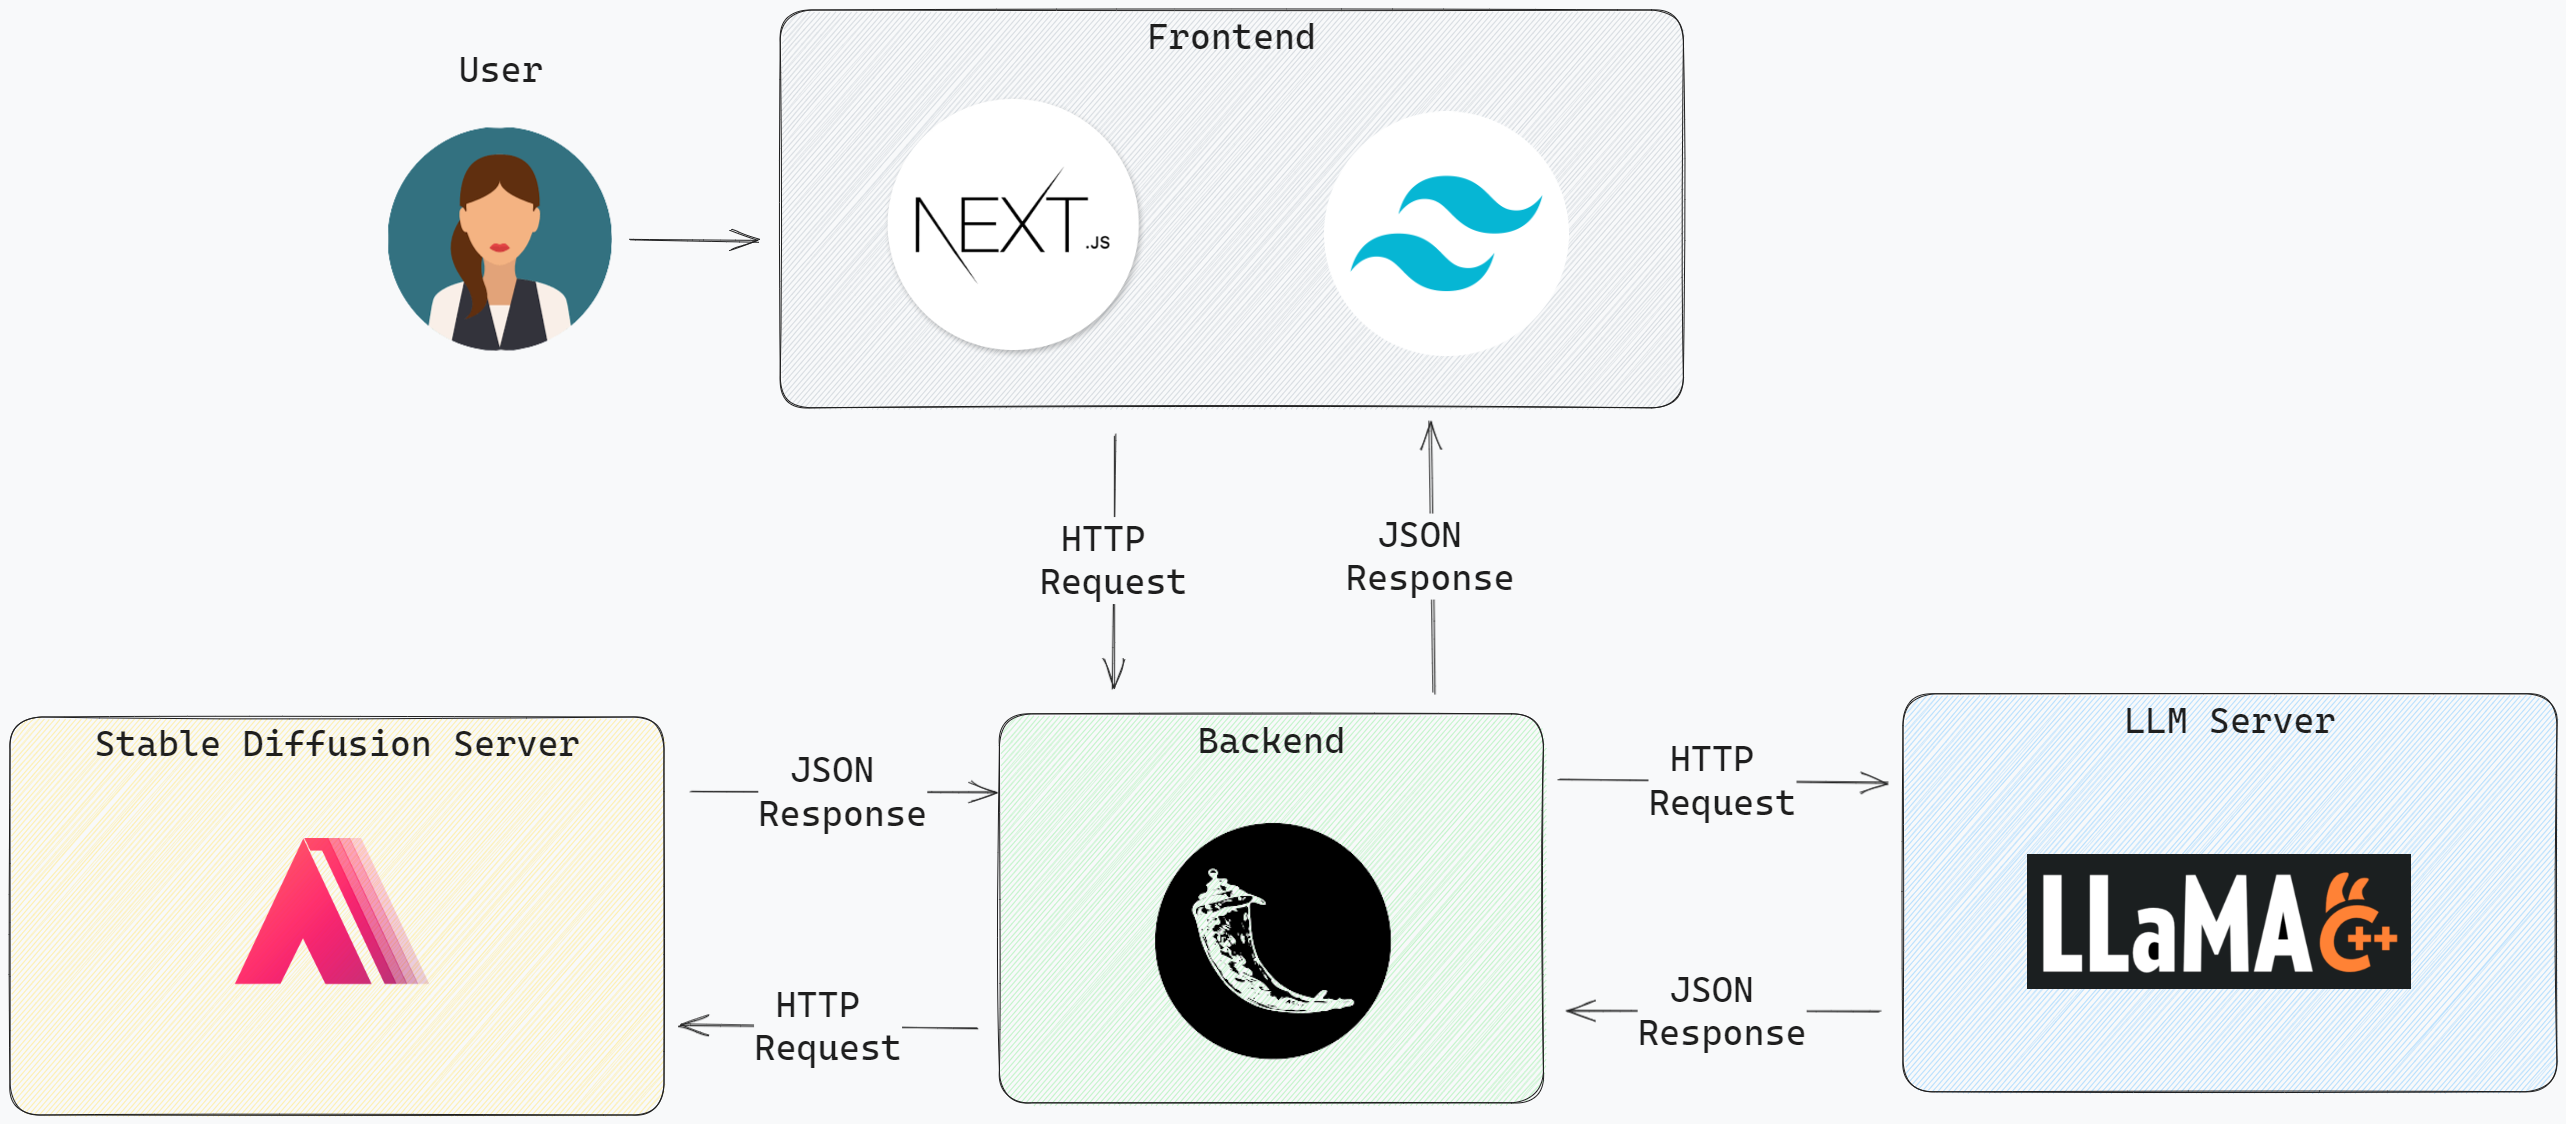 Frontend
User
NEXT.JS
HTTP
Request
JSON
Response
Stable Diffusion Server
Backend
LLM Server
JSON
Response
HTTP
Request
LLaMA C++
HTTP
Request
JSON
Response